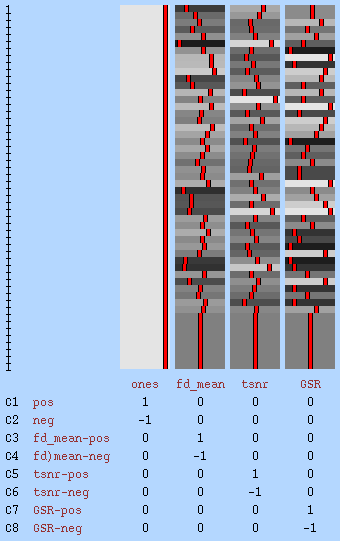 1
ones fd_mean tsnr GSR
C1 pos 1 0 0 0
C2 neg -1 0 0 0
C3 fd_mean-pos 0 1 0 0
C4 fd)mean-neg 0 -1 0 0
C5 tsnr-pos 0 0 1 0
C6 tsnr-neg 0 0 -1 0
C7 GSR-pos 0 0 0 1
C8 GSR-neg 0 0 0 -1